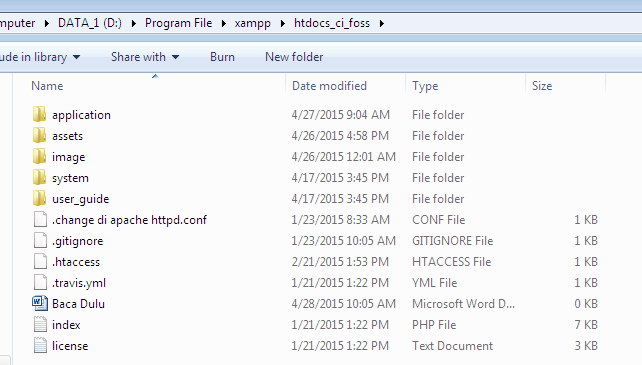 mputer ▸ DATA_1 (D:) ▸ Program File ▸ xampp ▸ htdocs_ci_foss ▸
ude in library Share with Burn New folder
Name Date modified Type Size
application 4/27/2015 9:04 AM File folder
assets 4/26/2015 4:58 PM File folder
image 4/26/2015 12:01 AM File folder
system 4/17/2015 3:45 PM File folder
user_guide 4/17/2015 3:45 PM File folder
.change di apache httpd.conf 1/23/2015 8:33 AM CONF File 1 KB
.gitignore 1/23/2015 10:05 AM GITIGNORE File 1 KB
.htaccess 2/21/2015 1:53 PM HTACCESS File 1 KB
.travis.yml 1/21/2015 1:22 PM YML File 1 KB
Baca Dulu 4/28/2015 10:05 AM Microsoft Word D... 0 KB
index 1/21/2015 1:22 PM PHP File 7 KB
license 1/21/2015 1:22 PM Text Document 3 KB